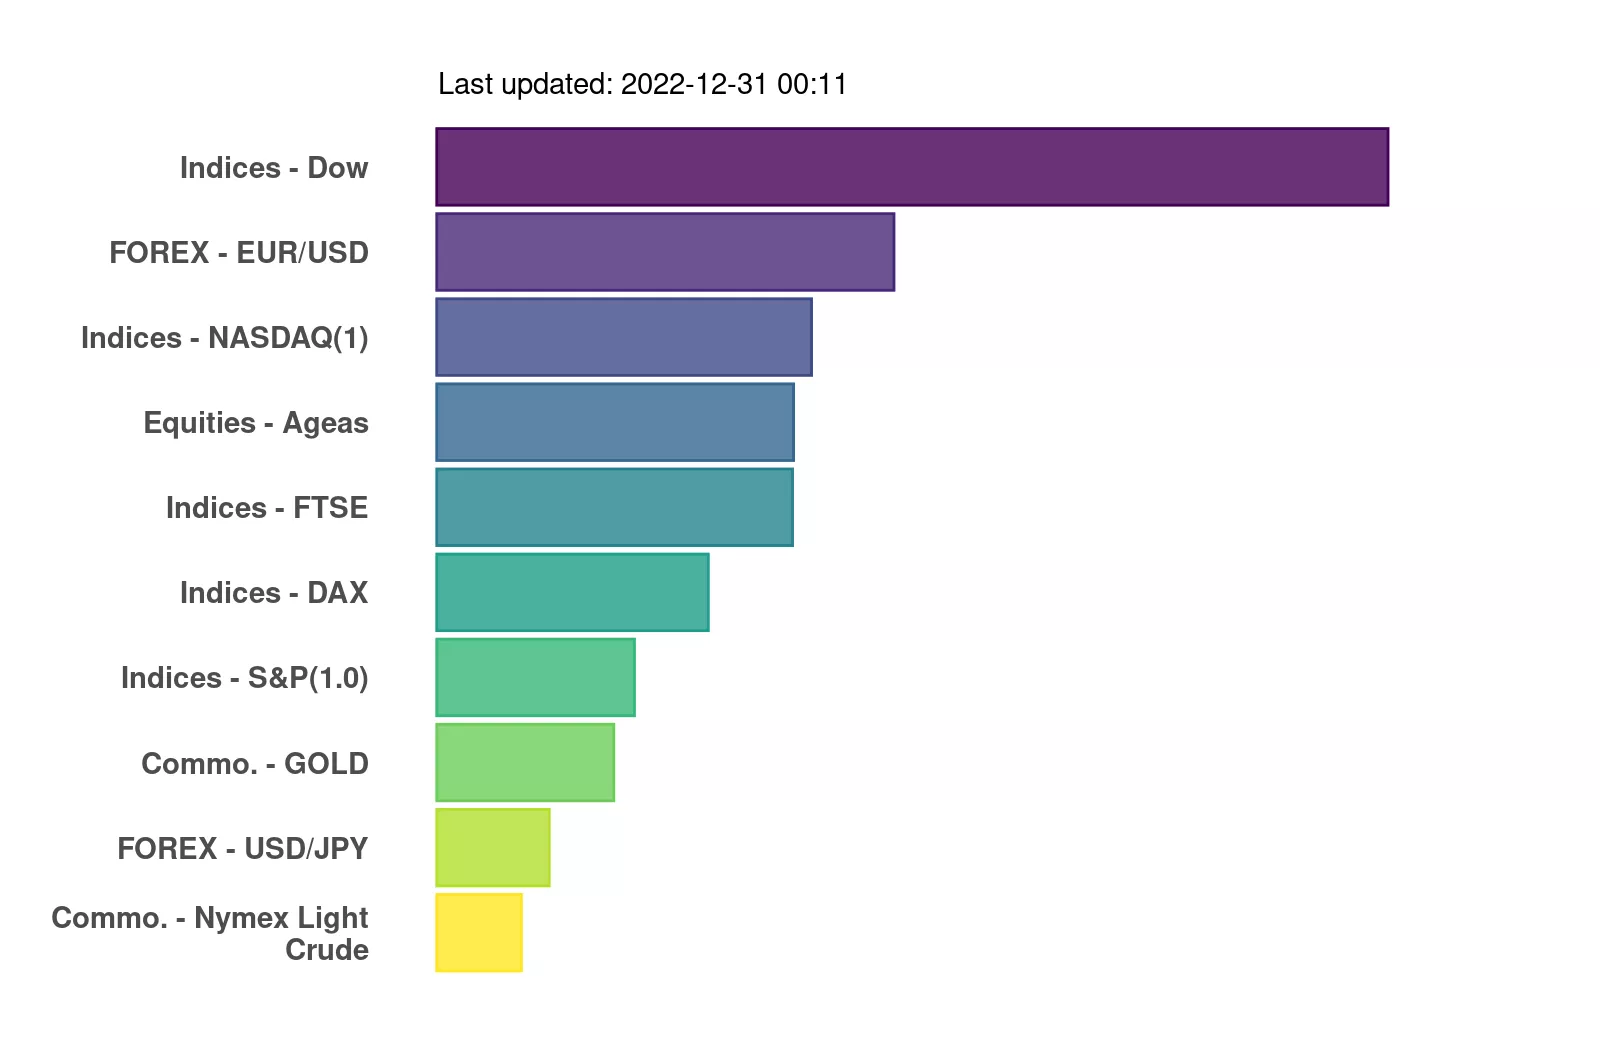 Last updated: 2022-12-31 00:11
Indices - Dow
FOREX - EUR/USD
Indices - NASDAQ(1)
Equities - Ageas
Indices - FTSE
Indices - DAX
Indices - S&P(1.0)
Commo. - GOLD
FOREX - USD/JPY
Commo. - Nymex Light
Crude